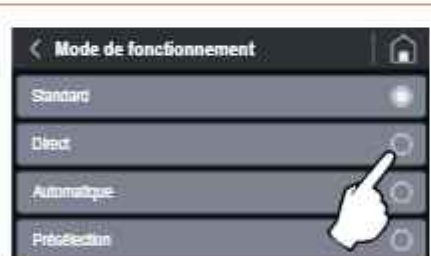 Mode de fonctionnement
Standard
Direct
Automatique
Présélection